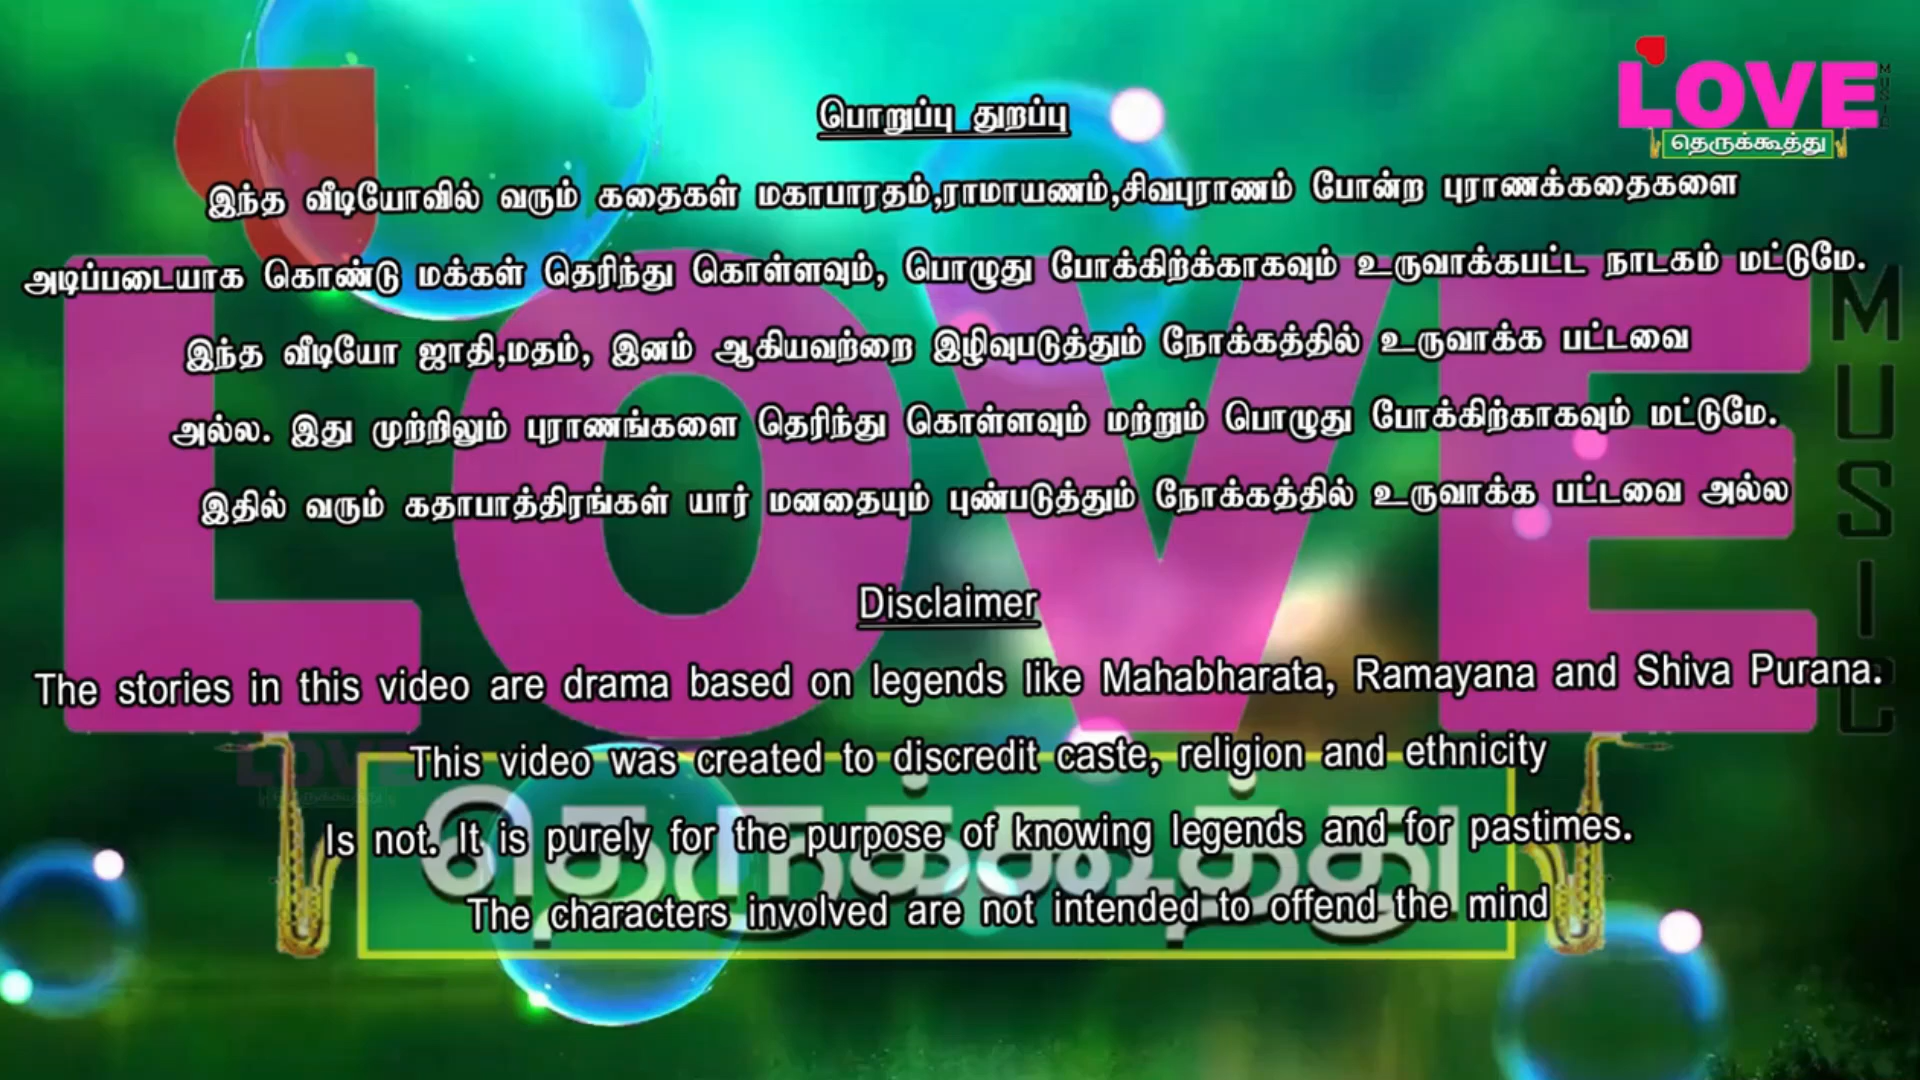 பொறுப்பு துறப்பு
LOVE
MUSIC
தெருக்கூத்து
இந்த வீடியோவில் வரும் கதைகள் மகாபாரதம்,ராமாயணம்,சிவபுராணம் போன்ற புராணக்கதைகளை
அடிப்படையாக கொண்டு மக்கள் தெரிந்து கொள்ளவும், பொழுது போக்கிற்க்காகவும் உருவாக்கபட்ட நாடகம் மட்டுமே.
இந்த வீடியோ ஜாதி,மதம், இனம் ஆகியவற்றை இழிவுபடுத்தும் நோக்கத்தில் உருவாக்க பட்டவை
அல்ல. இது முற்றிலும் புராணங்களை தெரிந்து கொள்ளவும் மற்றும் பொழுது போக்கிற்காகவும் மட்டுமே.
இதில் வரும் கதாபாத்திரங்கள் யார் மனதையும் புண்படுத்தும் நோக்கத்தில் உருவாக்க பட்டவை அல்ல
LOVE
MUSIC
Disclaimer
The stories in this video are drama based on legends like Mahabharata, Ramayana and Shiva Purana.
This video was created to discredit caste, religion and ethnicity
Is not. It is purely for the purpose of knowing legends and for pastimes.
தெருக்கூத்து
The characters involved are not intended to offend the mind